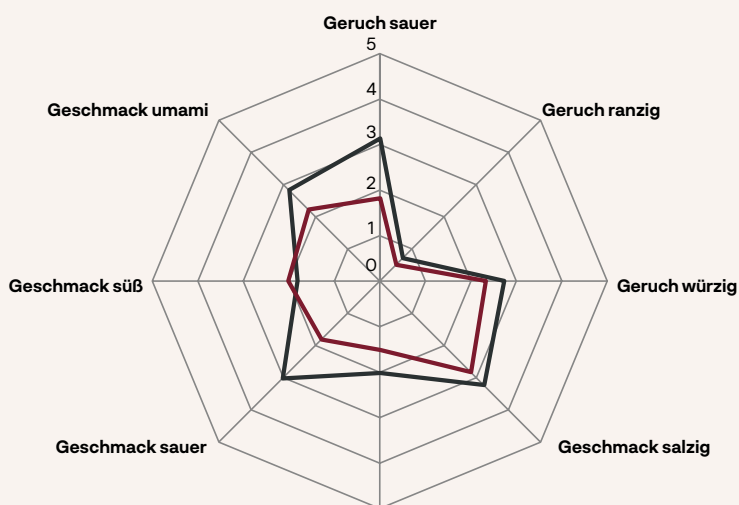 Geruch sauer
5
4
3
2
1
0
Geschmack umami
Geruch ranzig
Geschmack süß
Geruch würzig
Geschmack sauer
Geschmack salzig